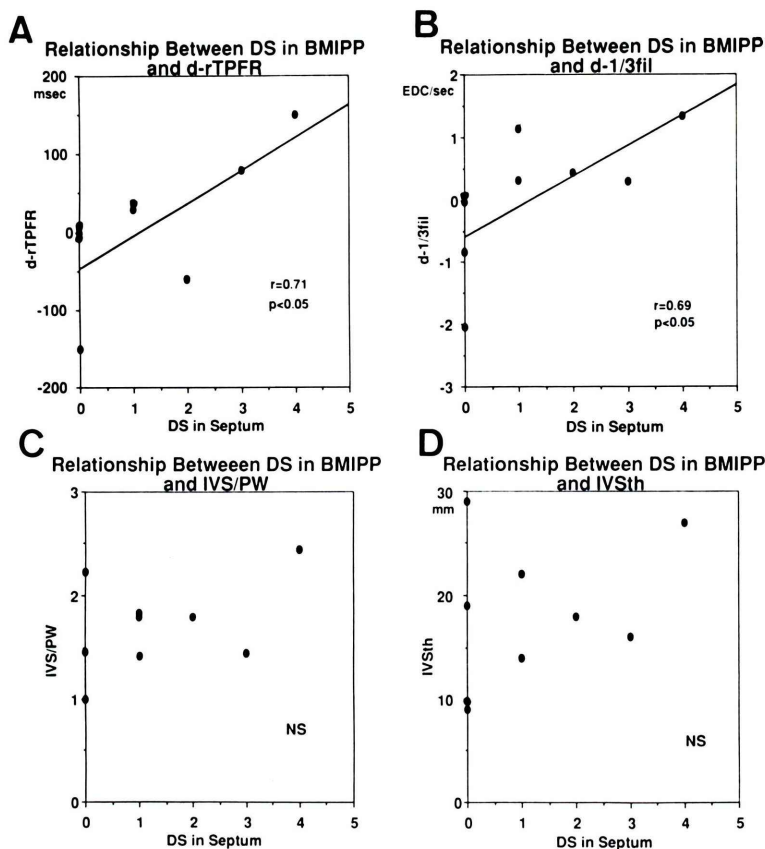 A
Relationship Between DS in BMIPP
and d-rTPFR
200
msec
100
0
-100
-200
d-rTPFR
r=0.71
p<0.05
0 1 2 3 4 5
DS in Septum
B
Relationship Between DS in BMIPP
and d-1/3fil
2
EDC/sec
1
0
-1
-2
-3
d-1/3fil
r=0.69
p<0.05
0 1 2 3 4 5
DS in Septum
C
Relationship Betweeen DS in BMIPP
and IVS/PW
3
2
1
0
IVS/PW
NS
0 1 2 3 4 5
DS in Septum
D
Relationship Between DS in BMIPP
and IVSth
30
mm
20
10
0
IVSth
NS
0 1 2 3 4 5
DS in Septum